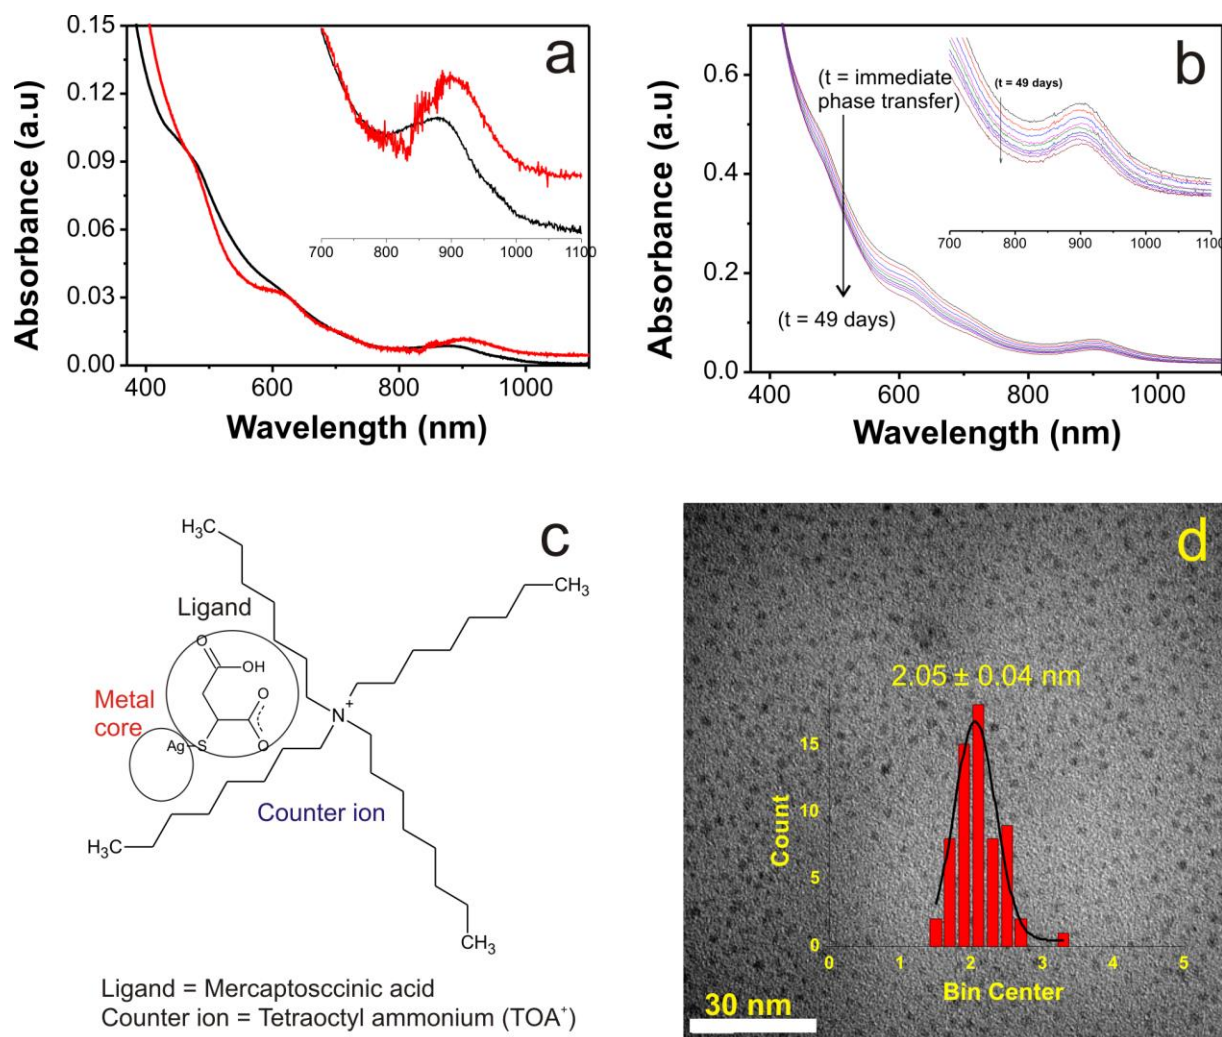 a
Absorbance (a.u)
0.15
0.12
0.09
0.06
0.03
0.00
400 600 800 1000
Wavelength (nm)
700 800 900 1000 1100
b
Absorbance (a.u)
0.6
0.4
0.2
0.0
400 600 800 1000
Wavelength (nm)
(t = immediate
phase transfer)
(t = 49 days)
(t = 49 days)
700 800 900 1000 1100
c
H₃C
CH₃
Ligand
O
OH
O
O
Metal
core
Ag-S
N⁺
Counter ion
H₃C
CH₃
Ligand = Mercaptosccinic acid
Counter ion = Tetraoctyl ammonium (TOA⁺)
d
2.05 ± 0.04 nm
Count
15
10
5
0
0 1 2 3 4 5
Bin Center
30 nm